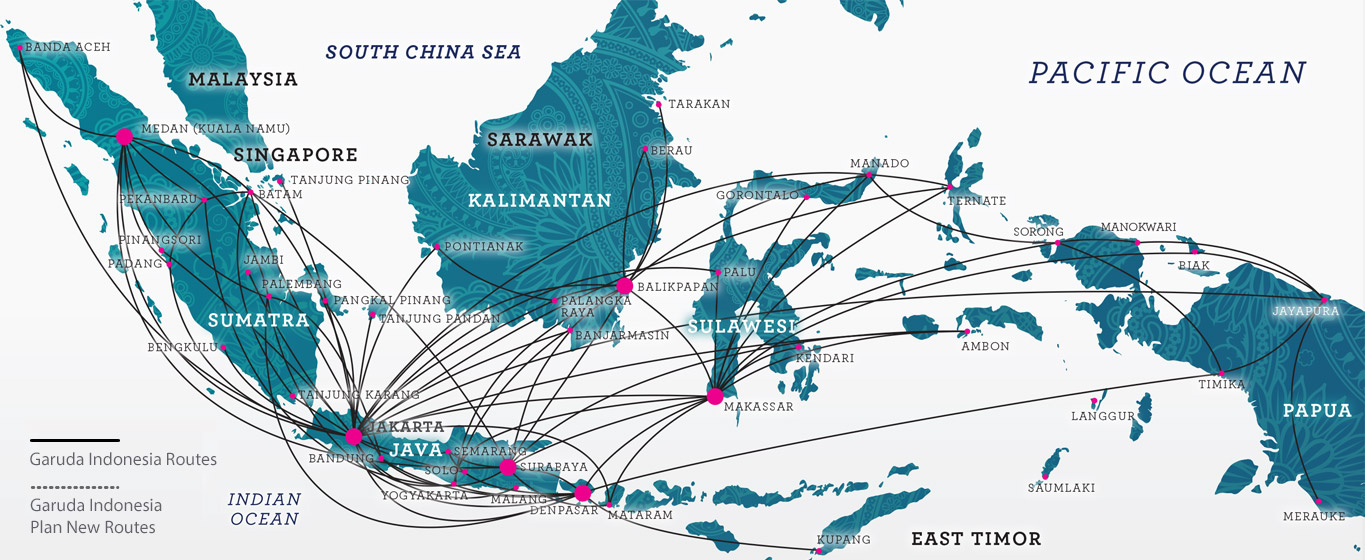 BANDA ACEH
SOUTH CHINA SEA
MALAYSIA
PACIFIC OCEAN
TARAKAN
MEDAN (KUALA NAMU)
SARAWAK
SINGAPORE
BERAU
MANADO
TANJUNG PINANG
BATAM
PEKANBARU
KALIMANTAN
GORONTALO
TERNATE
PINANGSORI
PONTIANAK
SORONG
MANOKWARI
PADANG
JAMBI
BIAK
PALU
PALEMBANG
BALIKPAPAN
PANGKAL PINANG
PALANGKA
RAYA
JAYAPURA
SUMATRA
TANJUNG PANDAN
SULAWESI
BANJARMASIN
BENGKULU
AMBON
KENDARI
TIMIKA
TANJUNG KARANG
MAKASSAR
LANGGUR
PAPUA
JAKARTA
JAVA
SEMARANG
BANDUNG
SOLO
SURABAYA
Garuda Indonesia Routes
SAUMLAKI
YOGYAKARTA
MALANG
INDIAN
OCEAN
DENPASAR
MATARAM
MERAUKE
Garuda Indonesia
Plan New Routes
KUPANG
EAST TIMOR